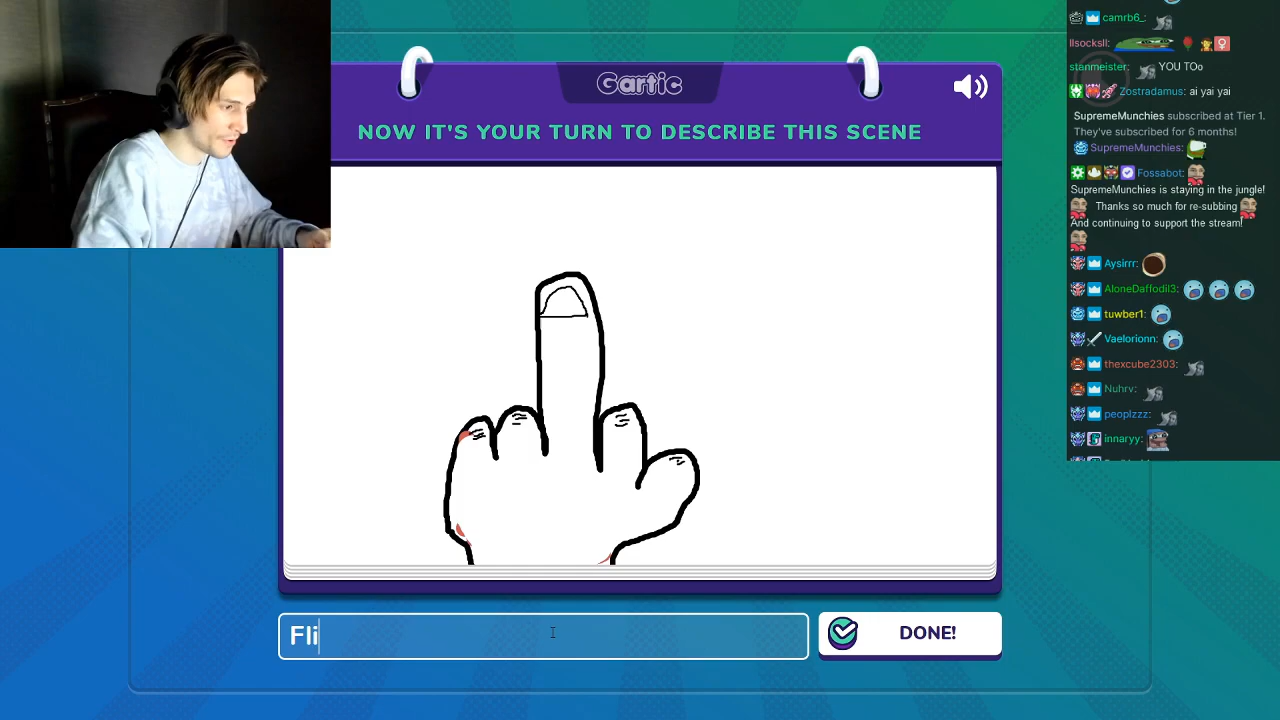 Gartic
NOW IT'S YOUR TURN TO DESCRIBE THIS SCENE
Fli
DONE!
camrb6_:
llsocksll:
stanmeister: YOU TOo
Zostradamus: ai yai yai
SupremeMunchies subscribed at Tier 1.
They've subscribed for 6 months!
SupremeMunchies:
Fossabot:
SupremeMunchies is staying in the jungle!
Thanks so much for re-subbing
And continuing to support the stream!
Aysirrr:
AloneDaffodil3:
tuwber1:
Vaelorionn:
thexcube2303:
Nuhrv:
peoplzzz:
innaryy: